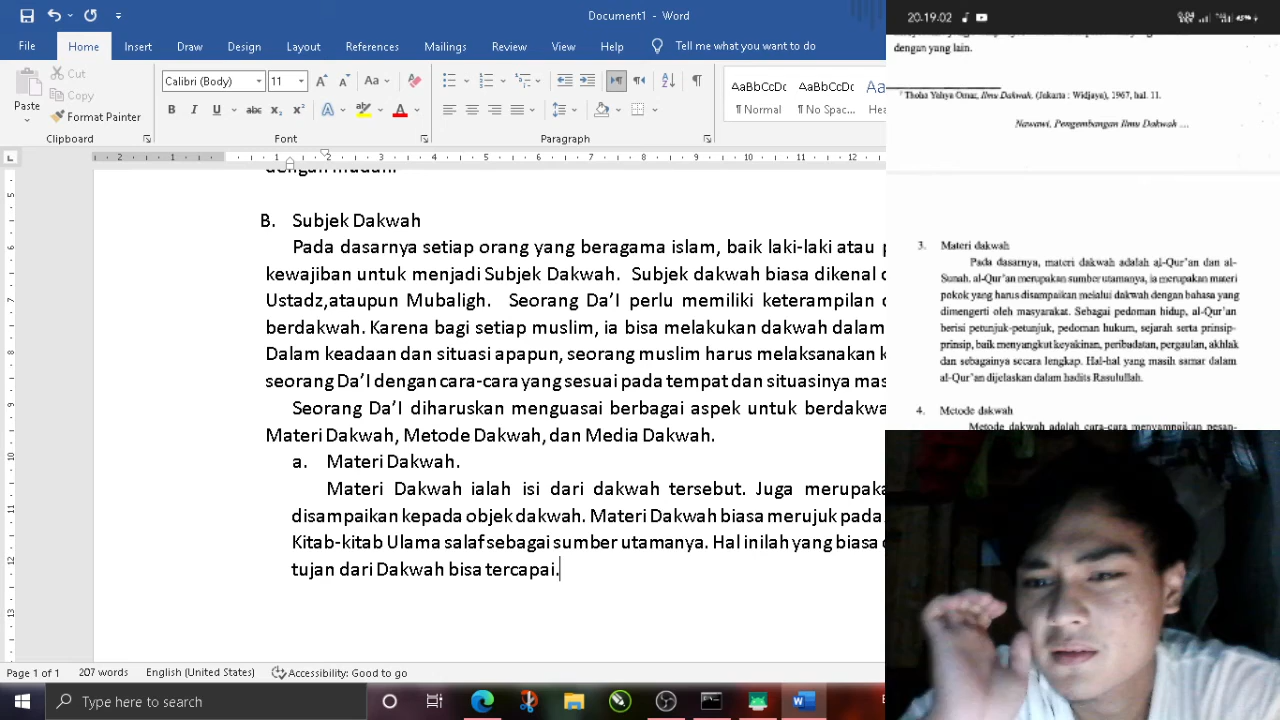 Document1 - Word
File Home Insert Design Layout References Mailings Review View Help Tell me what you want to do
Cut
Copy
Format Painter
Paste
Calibri (Body) 11
Clipboard Font Paragraph
AaBbCcDc AaBbCcDc
¶ Normal ¶ No Spac...
B. Subjek Dakwah
Pada dasarnya setiap orang yang beragama islam, baik laki-laki atau
kewajiban untuk menjadi Subjek Dakwah. Subjek dakwah biasa dikenal
Ustadz,ataupun Mubaligh. Seorang Da'I perlu memiliki keterampilan
berdakwah. Karena bagi setiap muslim, ia bisa melakukan dakwah dalam
Dalam keadaan dan situasi apapun, seorang muslim harus melaksanakan
seorang Da'I dengan cara-cara yang sesuai pada tempat dan situasinya
Seorang Da'I diharuskan menguasai berbagai aspek untuk
Materi Dakwah, Metode Dakwah, dan Media Dakwah.
a. Materi Dakwah.
Materi Dakwah ialah isi dari dakwah tersebut. Juga
disampaikan kepada objek dakwah. Materi Dakwah biasa merujuk pada
Kitab-kitab Ulama salaf sebagai sumber utamanya. Hal inilah yang biasa
tujan dari Dakwah bisa tercapai.
Page 1 of 1 207 words English (United States) Accessibility: Good to go
Type here to search
20.19.02
dengan yang lain.
Thoha Yahya Omar, Ilmu Dakwah. (Jakarta : Widjaya), 1967, hal. 11.
Nawawi, Pengembangan Ilmu Dakwah ....
3. Materi dakwah
Pada dasarnya, materi dakwah adalah al-Qur'an dan al-
Sunah. al-Qur'an merupakan sumber utamanya, ia merupakan materi
pokok yang harus disampaikan melalui dakwah dengan bahasa yang
dimengerti oleh masyarakat. Sebagai pedoman hidup, al-Qur'an
berisi petunjuk-petunjuk, pedoman hukum, sejarah serta prinsip-
prinsip, baik menyangkut keyakinan, peribudatan, pergaulan, akhlak
dan sebagainya secara lengkap. Hal-hal yang masih samar dalam
al-Qur'an dijelaskan dalam hadits Rasulullah.
4. Metode dakwah
Metode dakwah adalah cara-cara menyampaikan pesan-